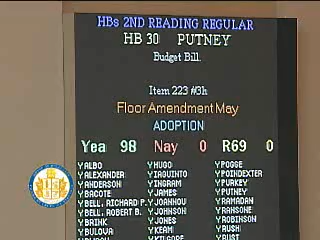 HBs 2ND READING REGULAR
HB 30 PUTNEY
Budget Bill.
Item 223 #3h
Floor Amendment May
ADOPTION
Yea 98 Nay 0 R69 0
Y ALBO Y HUGO Y POGGE
Y ALEXANDER Y IAQUINTO Y POINDEXTER
Y ANDERSON Y INGRAM Y PURKEY
Y BACOTE Y JAMES Y PUTNEY
Y BELL, RICHARD P. Y JOANNOU Y RAMADAN
Y BELL, ROBERT B. Y JOHNSON Y RANSONE
Y BRINK Y JONES Y ROBINSON
Y BULOVA Y KEAM Y RUSH
Y KILGORE Y RUST